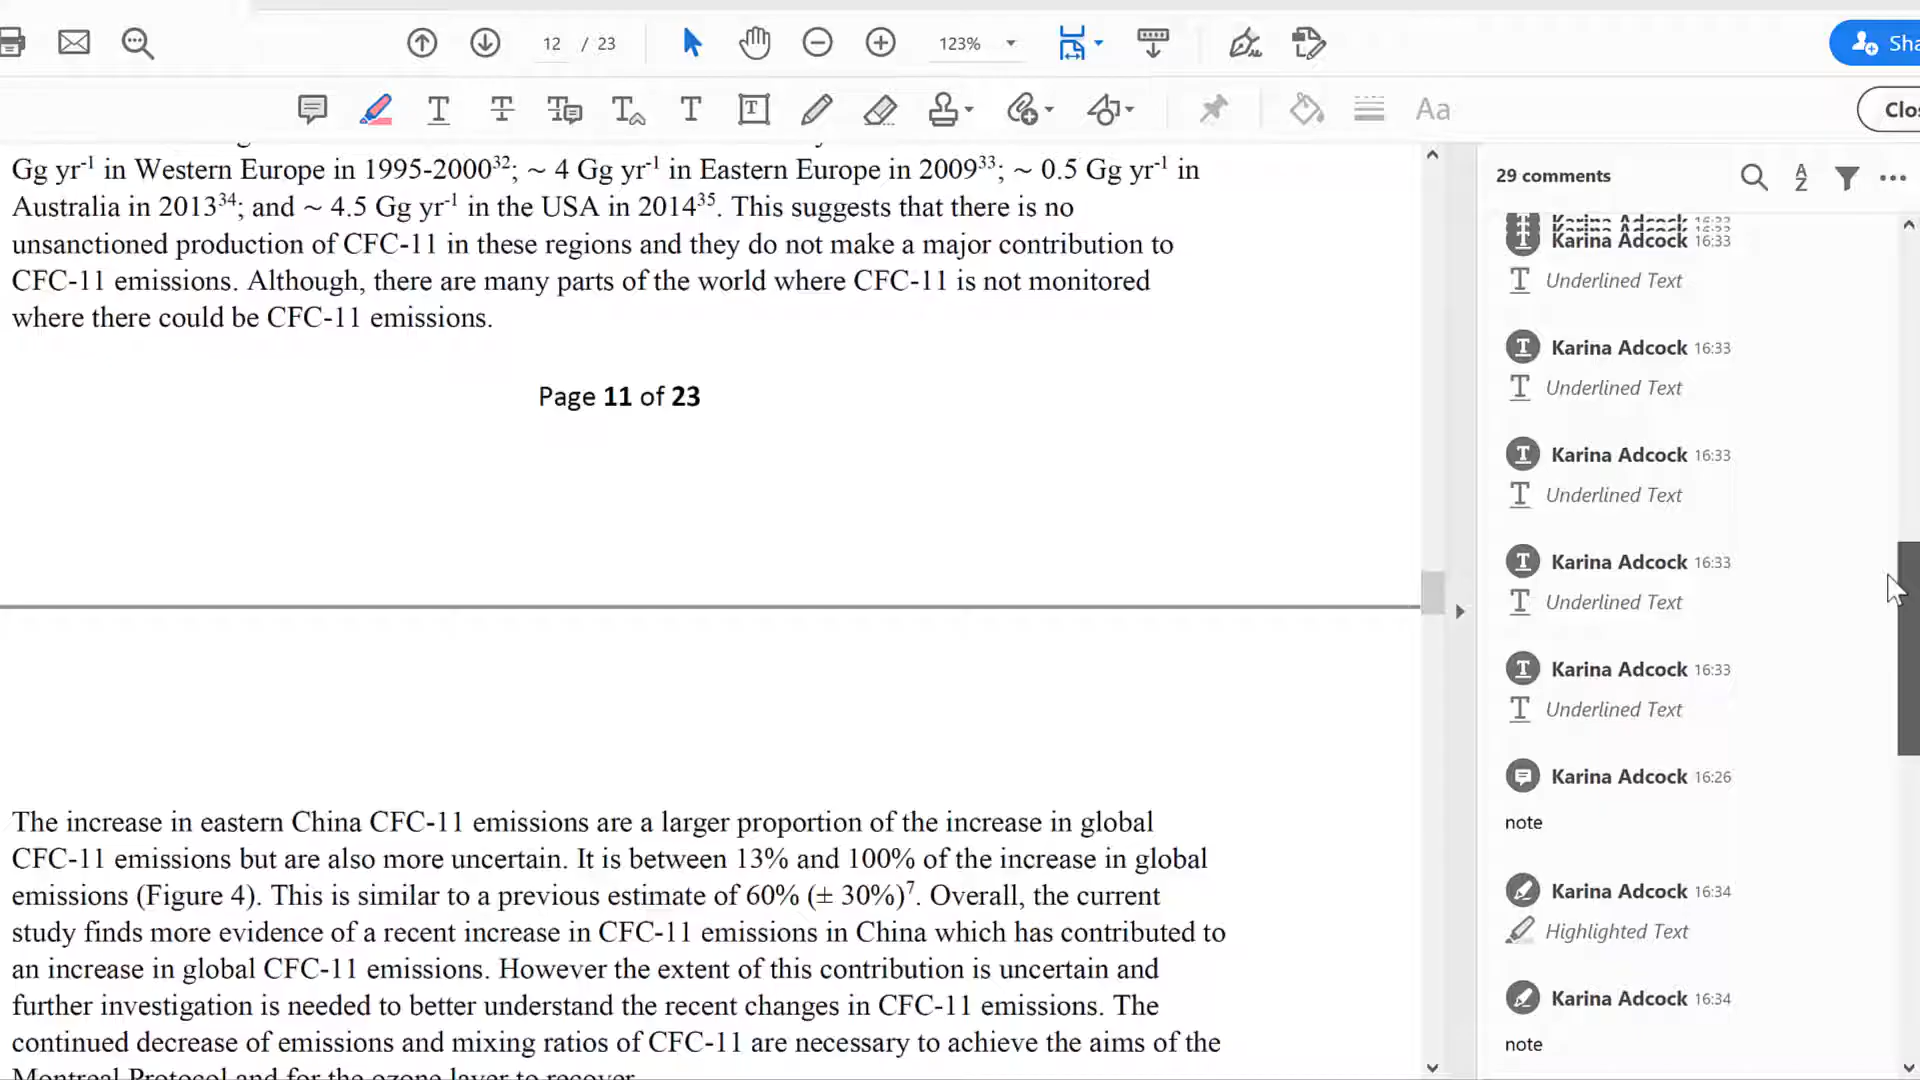 12 / 23
123%
Sha
Aa
Clo
Gg yr-1 in Western Europe in 1995-200032; ~ 4 Gg yr-1 in Eastern Europe in 200933; ~ 0.5 Gg yr-1 in
Australia in 201334; and ~ 4.5 Gg yr-1 in the USA in 201435. This suggests that there is no
unsanctioned production of CFC-11 in these regions and they do not make a major contribution to
CFC-11 emissions. Although, there are many parts of the world where CFC-11 is not monitored
where there could be CFC-11 emissions.
Page 11 of 23
The increase in eastern China CFC-11 emissions are a larger proportion of the increase in global
CFC-11 emissions but are also more uncertain. It is between 13% and 100% of the increase in global
emissions (Figure 4). This is similar to a previous estimate of 60% (± 30%)7. Overall, the current
study finds more evidence of a recent increase in CFC-11 emissions in China which has contributed to
an increase in global CFC-11 emissions. However the extent of this contribution is uncertain and
further investigation is needed to better understand the recent changes in CFC-11 emissions. The
continued decrease of emissions and mixing ratios of CFC-11 are necessary to achieve the aims of the
Montreal Protocol and for the ozone layer to recover
29 comments
Karina Adcock 16:33
Underlined Text
Karina Adcock 16:33
Underlined Text
Karina Adcock 16:33
Underlined Text
Karina Adcock 16:33
Underlined Text
Karina Adcock 16:33
Underlined Text
Karina Adcock 16:26
note
Karina Adcock 16:34
Highlighted Text
Karina Adcock 16:34
note